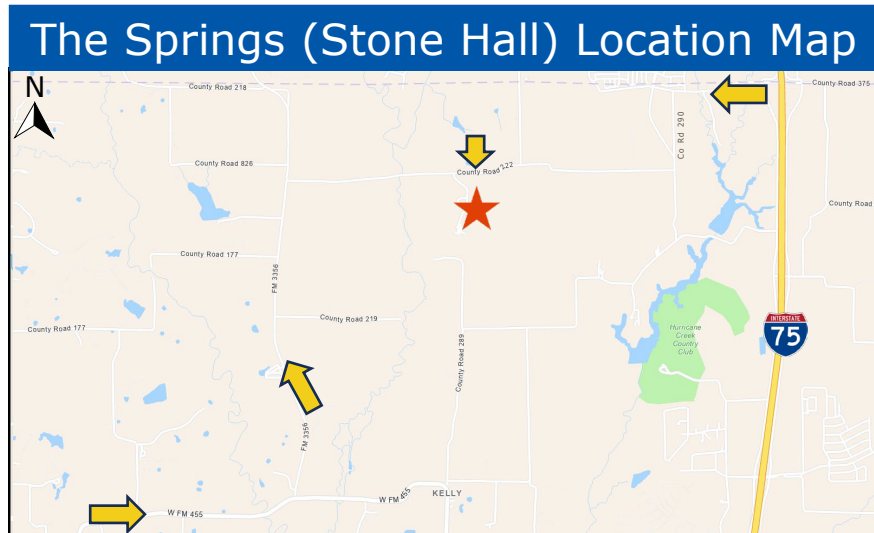 The Springs (Stone Hall) Location Map
N
County Road 218
County Road 375
Co Rd 290
County Road 826
County Road 222
County Road
County Road 177
FM 3356
County Road 219
County Road 177
INTERSTATE
75
Hurricane
Creek
Country
Club
County Road 289
FM 3356
W FM 455
W FM 455
KELLY